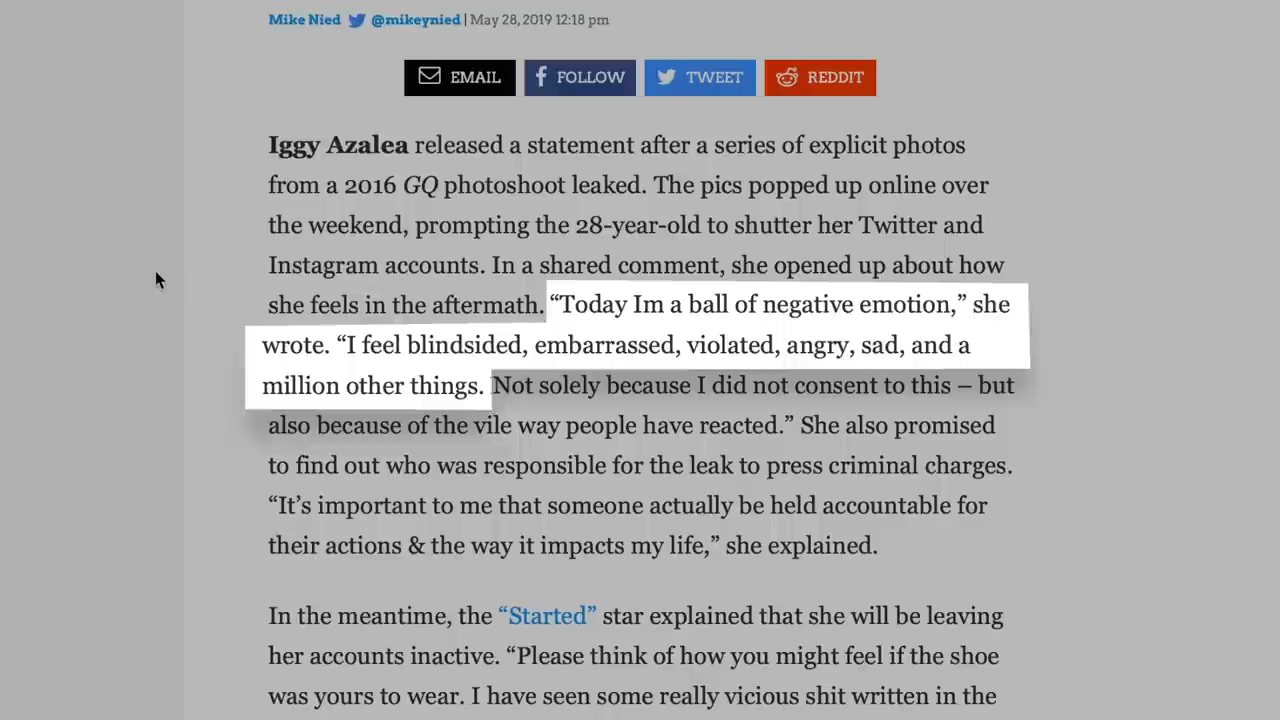 Mike Nied @mikeynied | May 28, 2019 12:18 pm
EMAIL FOLLOW TWEET REDDIT
Iggy Azalea released a statement after a series of explicit photos
from a 2016 GQ photoshoot leaked. The pics popped up online over
the weekend, prompting the 28-year-old to shutter her Twitter and
Instagram accounts. In a shared comment, she opened up about how
she feels in the aftermath. “Today Im a ball of negative emotion,” she
wrote. “I feel blindsided, embarrassed, violated, angry, sad, and a
million other things. Not solely because I did not consent to this – but
also because of the vile way people have reacted.” She also promised
to find out who was responsible for the leak to press criminal charges.
“It’s important to me that someone actually be held accountable for
their actions & the way it impacts my life,” she explained.
In the meantime, the “Started” star explained that she will be leaving
her accounts inactive. “Please think of how you might feel if the shoe
was yours to wear. I have seen some really vicious shit written in the